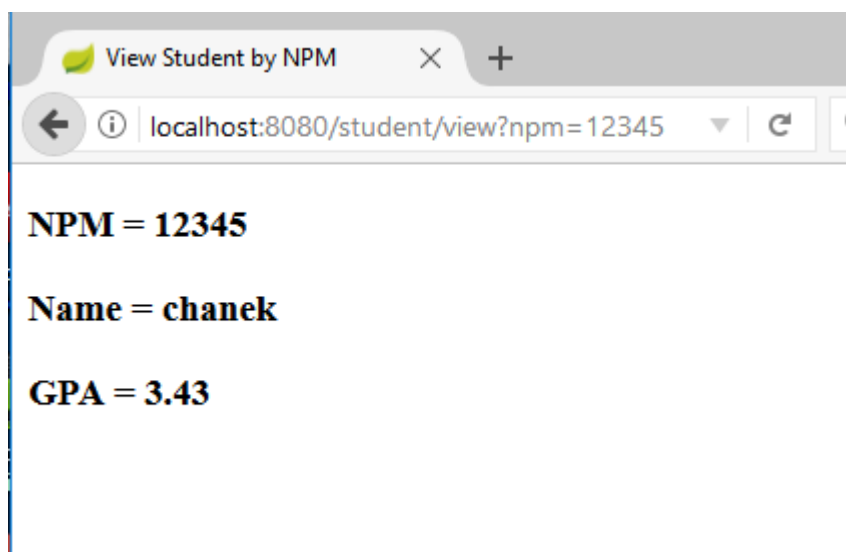 View Student by NPM
localhost:8080/student/view?npm=12345
NPM = 12345
Name = chanek
GPA = 3.43